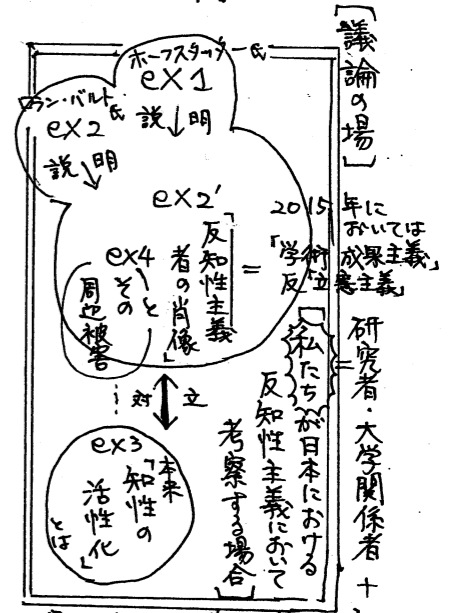 ［議論の場］
ホーフスタッター氏
ex1
説↓明
ロラン・バルト氏
ex2
説明
↓
ex2'
「反知性主義
者の肖像」
ex4
と
その
周辺被害
=
2015年に
おいては
「学術成果主義」
反立憲主義」
対↕立
ex3
「本来
知性の
活性化」
とは
［私たちが日本における
反知性主義において
考察する場合］
=研究者・大学関係者＋